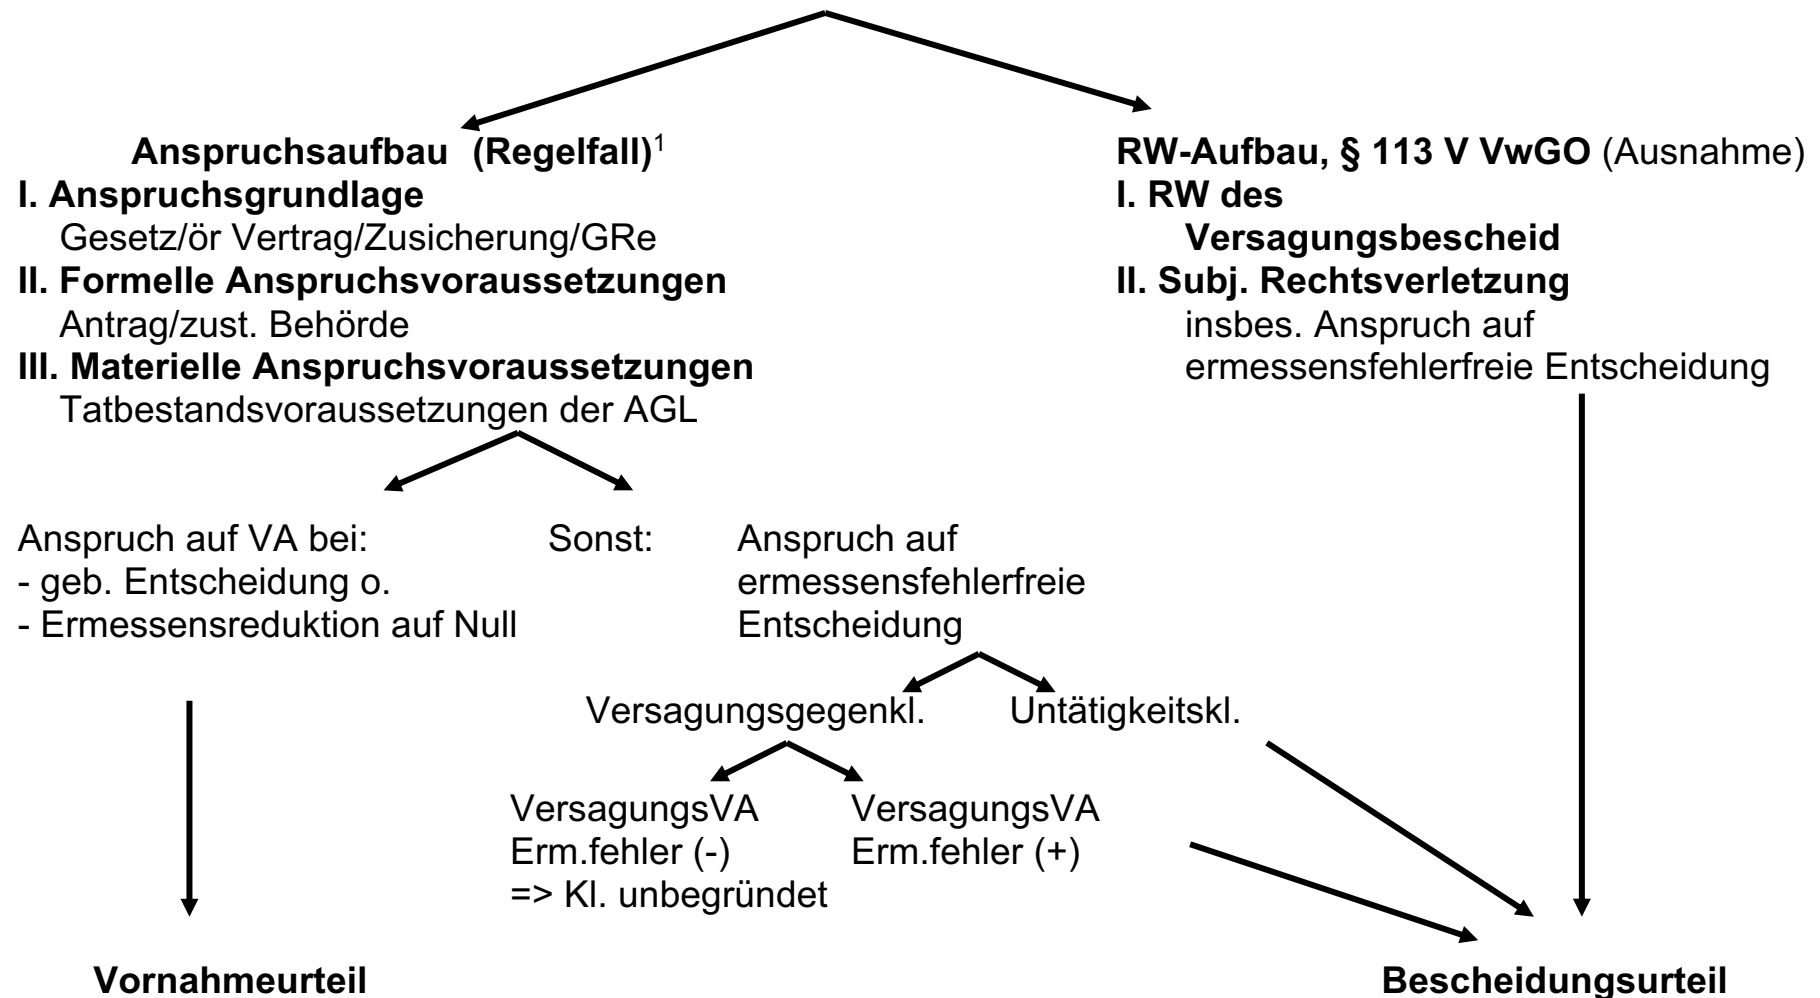 Anspruchsaufbau (Regelfall)¹
I. Anspruchsgrundlage
Gesetz/ör Vertrag/Zusicherung/GRe
II. Formelle Anspruchsvoraussetzungen
Antrag/zust. Behörde
III. Materielle Anspruchsvoraussetzungen
Tatbestandsvoraussetzungen der AGL
RW-Aufbau, § 113 V VwGO (Ausnahme)
I. RW des
Versagungsbescheid
II. Subj. Rechtsverletzung
insbes. Anspruch auf
ermessensfehlerfreie Entscheidung
Anspruch auf VA bei:
- geb. Entscheidung o.
- Ermessensreduktion auf Null
Sonst:
Anspruch auf
ermessensfehlerfreie
Entscheidung
Versagungsgegenkl.
Untätigkeitskl.
VersagungsVA
Erm.fehler (-)
=> Kl. unbegründet
VersagungsVA
Erm.fehler (+)
Vornahmeurteil
Bescheidungsurteil